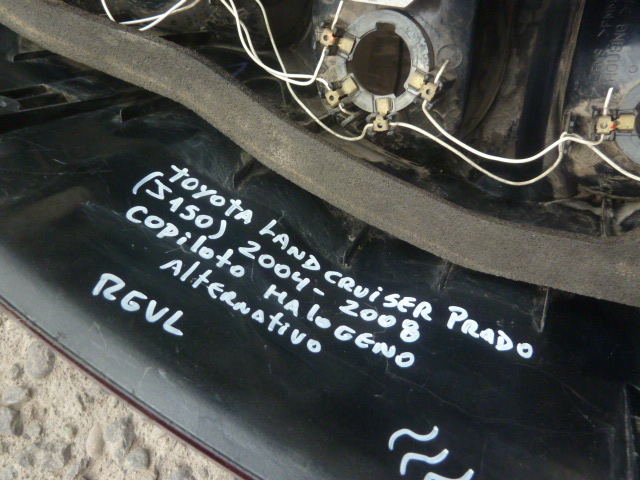 TOYOTA LAND CRUISER PRADO
(J150) 2004-2008
COPILOTO HALOGENO
ALTERNATIVO
REVL